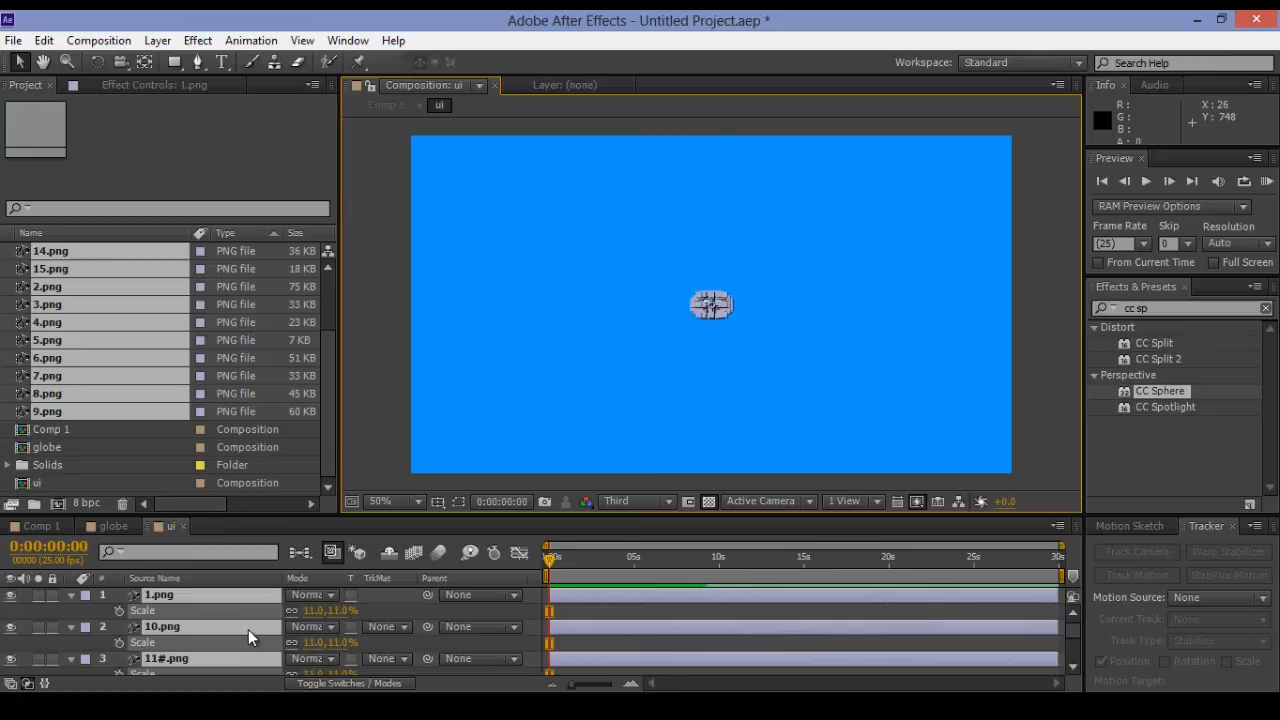 Ae
Adobe After Effects - Untitled Project.aep *
File Edit Composition Layer Effect Animation View Window Help
T
Workspace: Standard
Search Help
Project Effect Controls: 1.png
Composition: ui Layer: (none)
Info Audio
Comp 1 ui
R :
G :
B :
A : 0
X : 26
Y : 748
Preview
RAM Preview Options
Frame Rate Skip Resolution
(25) 0 Auto
From Current Time Full Screen
Effects & Presets
cc sp
Distort
CC Split
CC Split 2
Perspective
CC Sphere
CC Spotlight
Name Type Size
14.png PNG file 36 KB
15.png PNG file 18 KB
2.png PNG file 75 KB
3.png PNG file 33 KB
4.png PNG file 23 KB
5.png PNG file 7 KB
6.png PNG file 51 KB
7.png PNG file 33 KB
8.png PNG file 45 KB
9.png PNG file 60 KB
Comp 1 Composition
globe Composition
Solids Folder
ui Composition
8 bpc
50% 0:00:00:00 Third Active Camera 1 View +0.0
Comp 1 globe ui
0:00:00:00
00000 (25.00 fps)
# Source Name Mode T TrkMat Parent
05s 10s 15s 20s 25s 30s
1 1.png Norma None
Scale 11.0,11.0%
2 10.png Norma None None
Scale 11.0,11.0%
3 11#.png Norma None None
Scale 11.0,11.0%
Toggle Switches / Modes
Motion Sketch Tracker
Track Camera Warp Stabilizer
Track Motion Stabilize Motion
Motion Source: None
Current Track: None
Track Type: Stabilize
Position Rotation Scale
Motion Target: